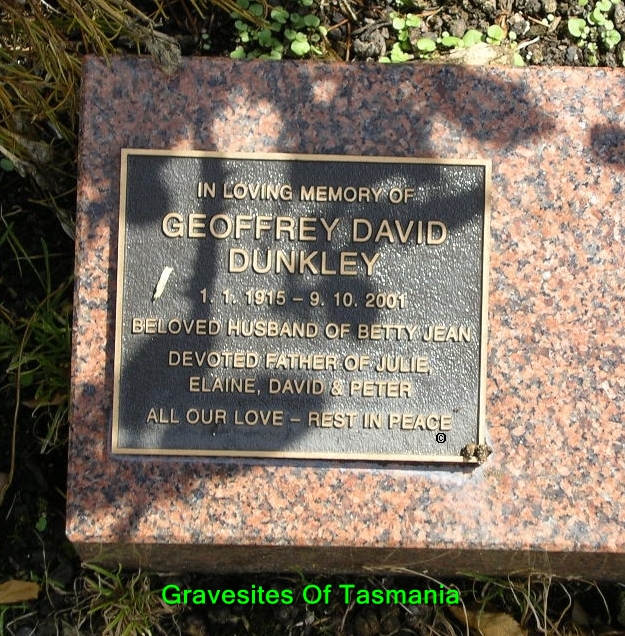 IN LOVING MEMORY OF
GEOFFREY DAVID
DUNKLEY
1. 1. 1915 – 9. 10. 2001
BELOVED HUSBAND OF BETTY JEAN
DEVOTED FATHER OF JULIE,
ELAINE, DAVID & PETER
ALL OUR LOVE – REST IN PEACE
©
Gravesites Of Tasmania